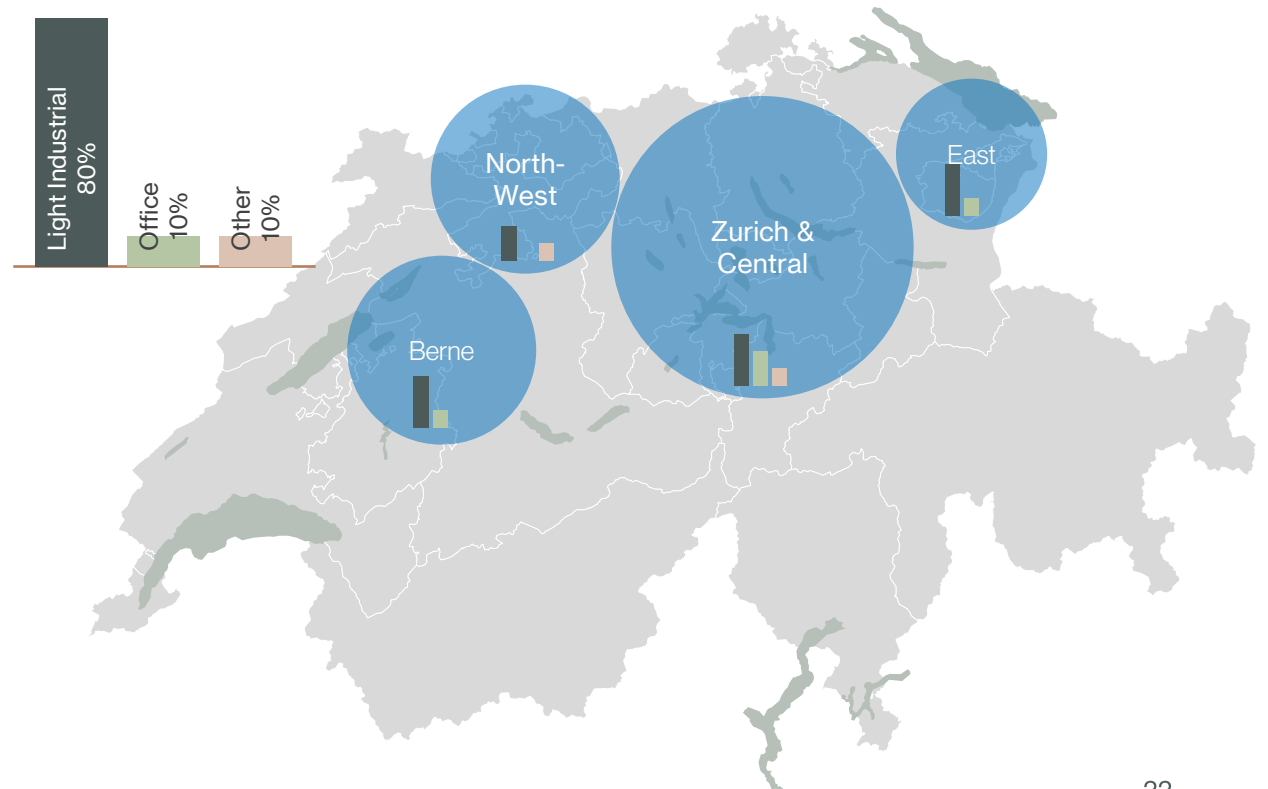 Light Industrial
80%
Office
10%
Other
10%
North-
West
East
Zurich &
Central
Berne